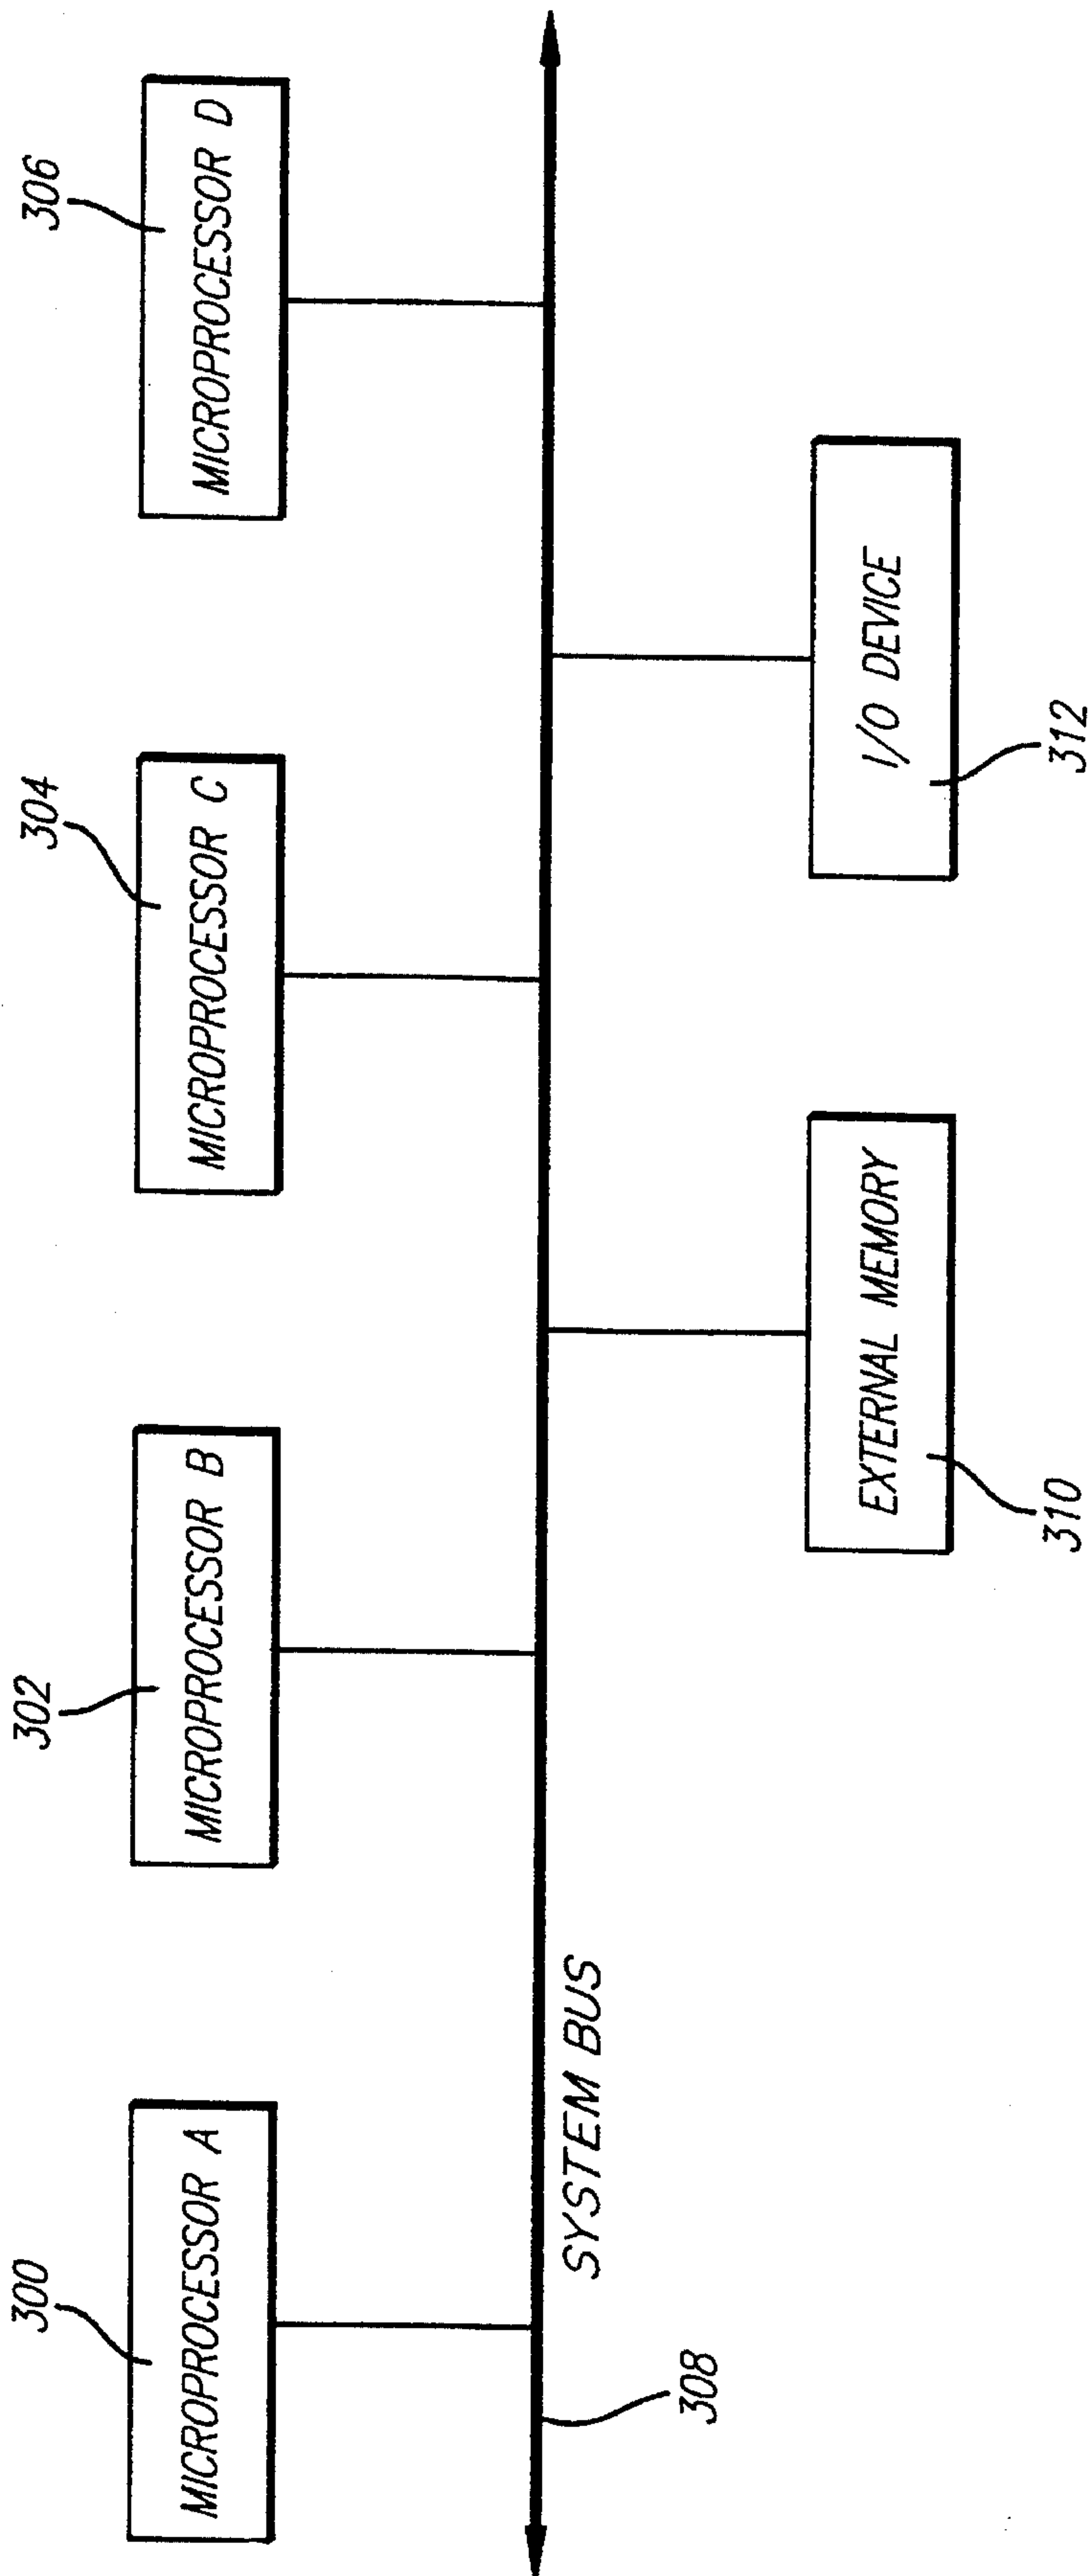 300
302
304
306
MICROPROCESSOR A
MICROPROCESSOR B
MICROPROCESSOR C
MICROPROCESSOR D
SYSTEM BUS
308
EXTERNAL MEMORY
I/O DEVICE
310
312